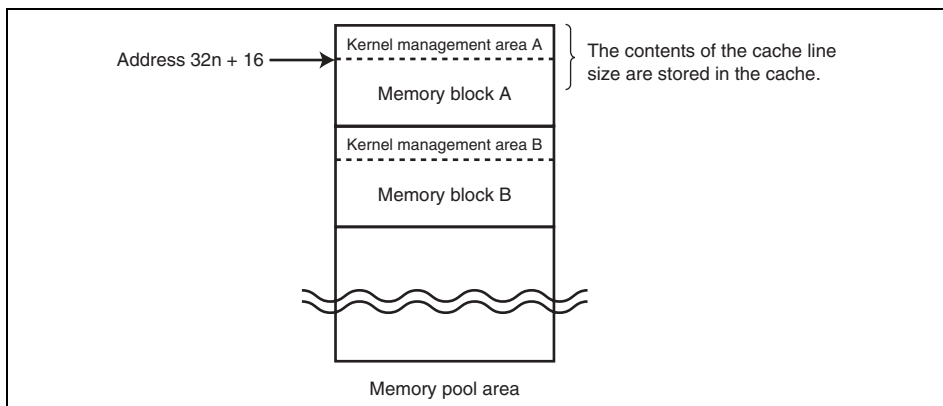 Kernel management area A
The contents of the cache line
size are stored in the cache.
Address 32n + 16
Memory block A
Kernel management area B
Memory block B
Memory pool area